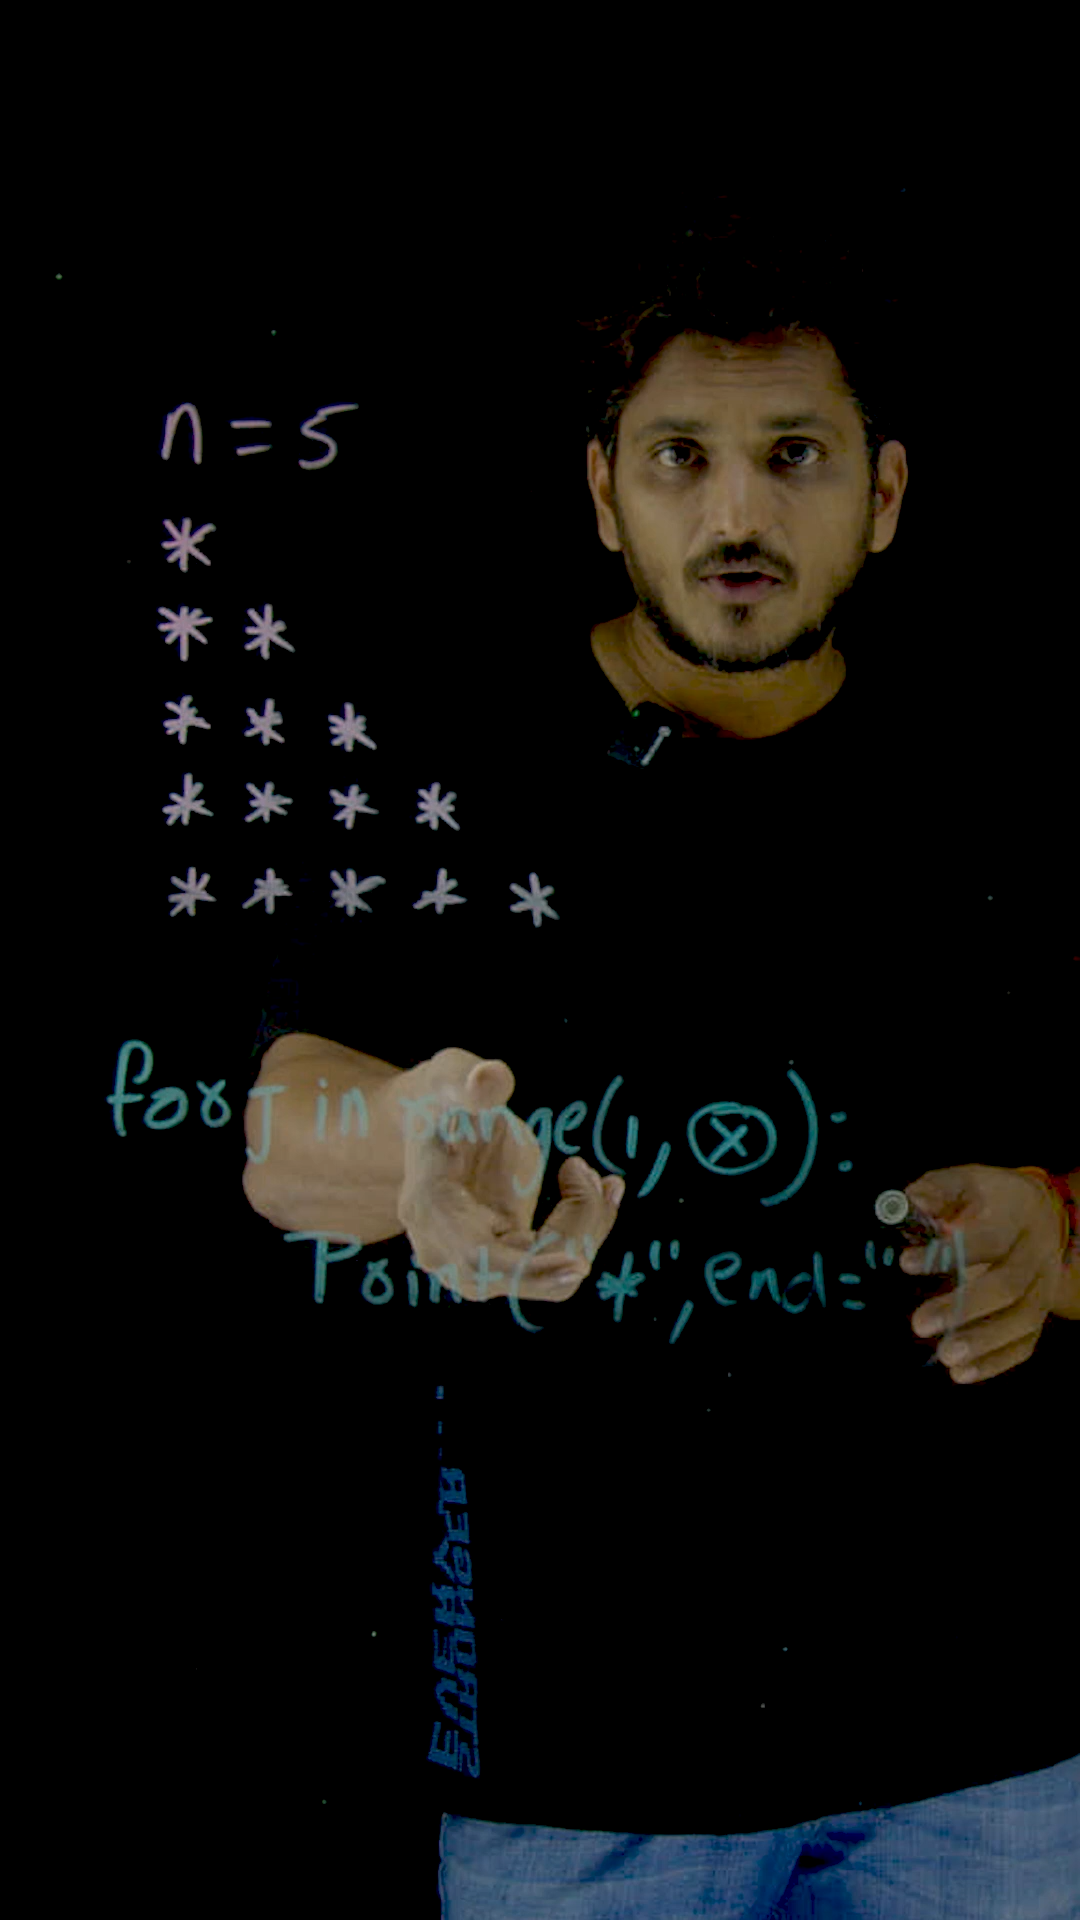 n = 5
*
* *
* * *
* * * *
* * * * *
for j in range(1, x):
Print("*", end=" ")